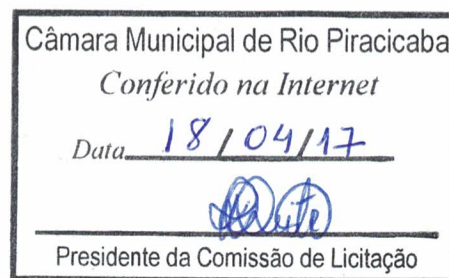 Câmara Municipal de Rio Piracicaba
Conferido na Internet
Data 18/04/17
Presidente da Comissão de Licitação